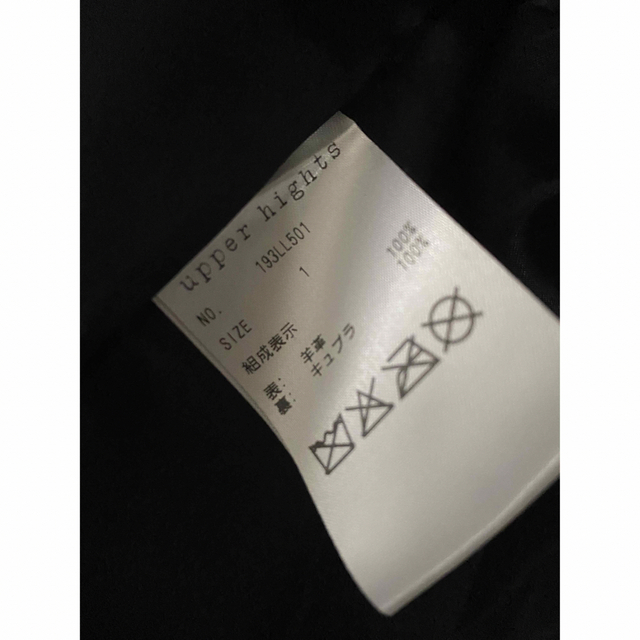 upper hights
NO. 193LL501
SIZE 1
組成表示
表: 羊革 100%
裏: キュプラ 100%